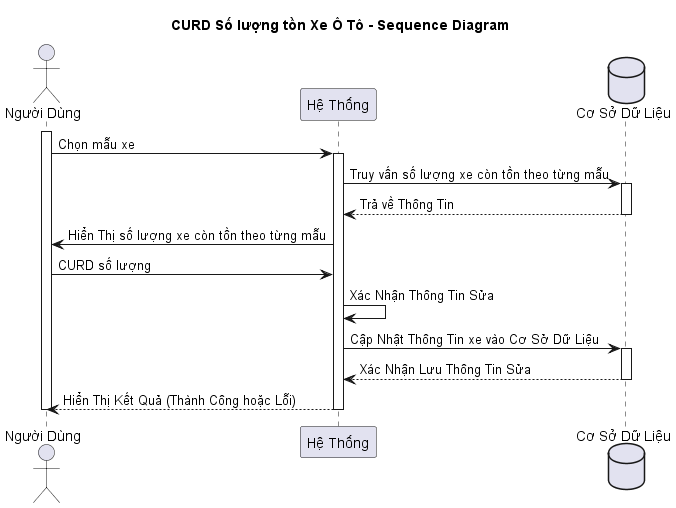 CURD Số lượng tồn Xe Ô Tô - Sequence Diagram
Người Dùng
Hệ Thống
Cơ Sở Dữ Liệu
Chọn mẫu xe
Truy vấn số lượng xe còn tồn theo từng mẫu
Trả về Thông Tin
Hiển Thị số lượng xe còn tồn theo từng mẫu
CURD số lượng
Xác Nhận Thông Tin Sửa
Cập Nhật Thông Tin xe vào Cơ Sở Dữ Liệu
Xác Nhận Lưu Thông Tin Sửa
Hiển Thị Kết Quả (Thành Công hoặc Lỗi)
Người Dùng
Hệ Thống
Cơ Sở Dữ Liệu